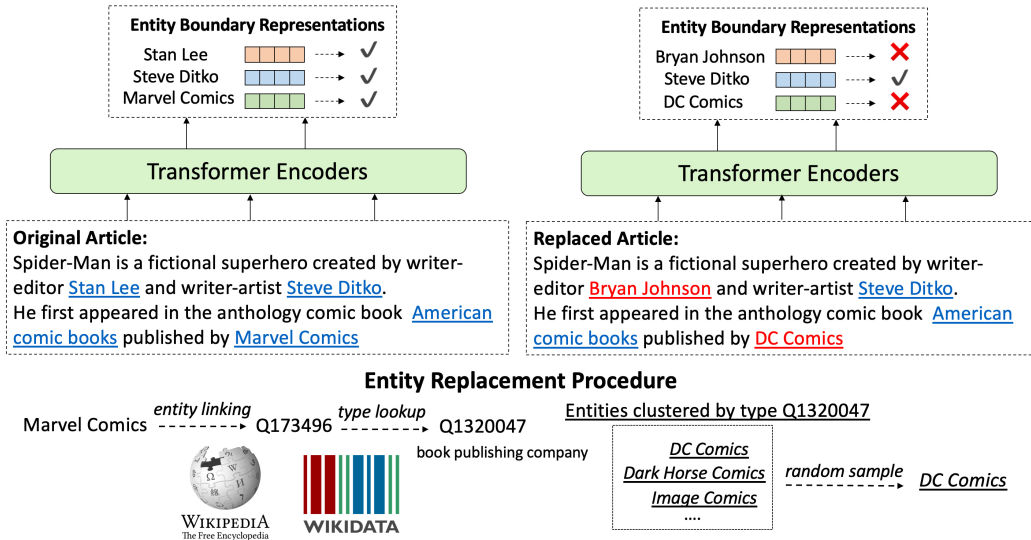 Entity Boundary Representations
Stan Lee
Steve Ditko
Marvel Comics
Transformer Encoders
Original Article:
Spider-Man is a fictional superhero created by writer-
editor Stan Lee and writer-artist Steve Ditko.
He first appeared in the anthology comic book American
comic books published by Marvel Comics
Entity Boundary Representations
Bryan Johnson
Steve Ditko
DC Comics
Transformer Encoders
Replaced Article:
Spider-Man is a fictional superhero created by writer-
editor Bryan Johnson and writer-artist Steve Ditko.
He first appeared in the anthology comic book American
comic books published by DC Comics
Entity Replacement Procedure
Marvel Comics entity linking Q173496 type lookup Q1320047
book publishing company
WIKIPEDIA
The Free Encyclopedia
WIKIDATA
Entities clustered by type Q1320047
DC Comics
Dark Horse Comics
Image Comics
....
random sample
DC Comics